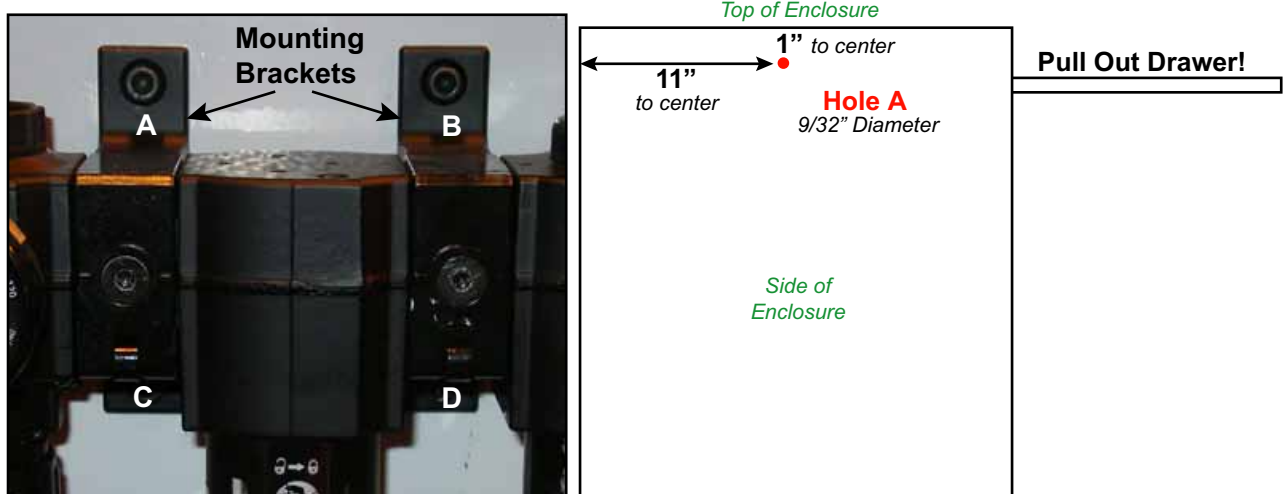 Mounting
Brackets
A
B
C
D
Top of Enclosure
1” to center
11”
to center
Hole A
9/32” Diameter
Pull Out Drawer!
Side of
Enclosure